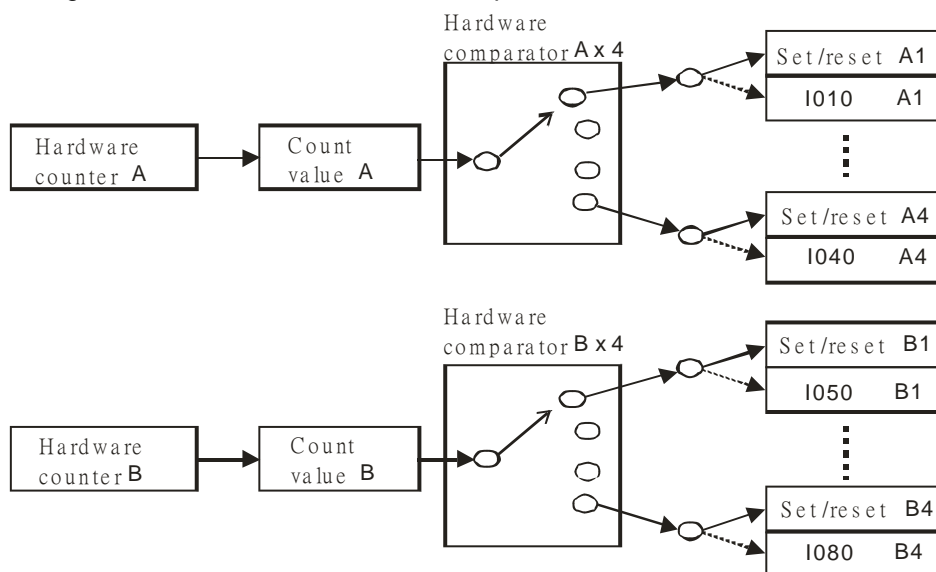 Hardware
comparator A x 4
Set/reset A1
I010 A1
Hardware
counter A
Count
value A
Set/reset A4
I040 A4
Hardware
comparator B x 4
Set/reset B1
I050 B1
Hardware
counter B
Count
value B
Set/reset B4
I080 B4